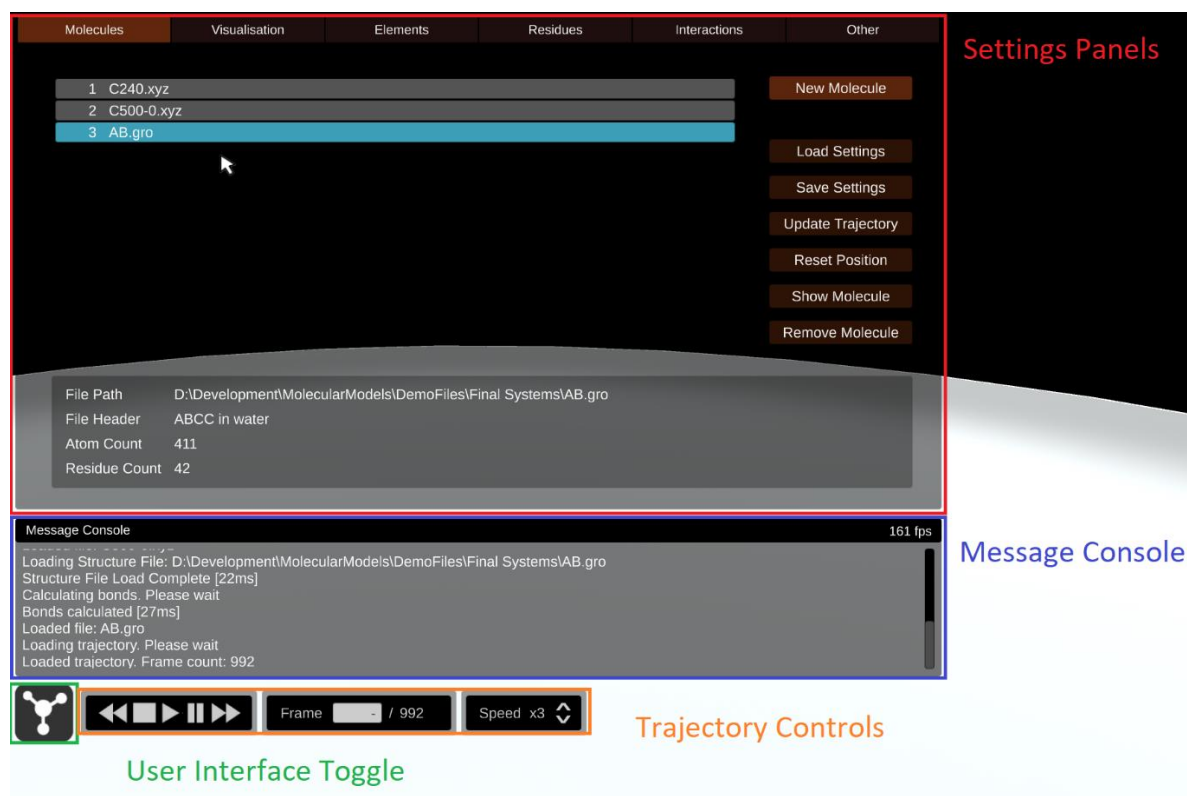 Molecules Visualisation Elements Residues Interactions Other
Settings Panels
1 C240.xyz
2 C500-0.xyz
3 AB.gro
New Molecule
Load Settings
Save Settings
Update Trajectory
Reset Position
Show Molecule
Remove Molecule
File Path D:\Development\MolecularModels\DemoFiles\Final Systems\AB.gro
File Header ABCC in water
Atom Count 411
Residue Count 42
Message Console 161 fps
Message Console
Loading Structure File: D:\Development\MolecularModels\DemoFiles\Final Systems\AB.gro
Structure File Load Complete [22ms]
Calculating bonds. Please wait
Bonds calculated [27ms]
Loaded file: AB.gro
Loading trajectory. Please wait
Loaded trajectory. Frame count: 992
Frame - / 992 Speed x3
Trajectory Controls
User Interface Toggle